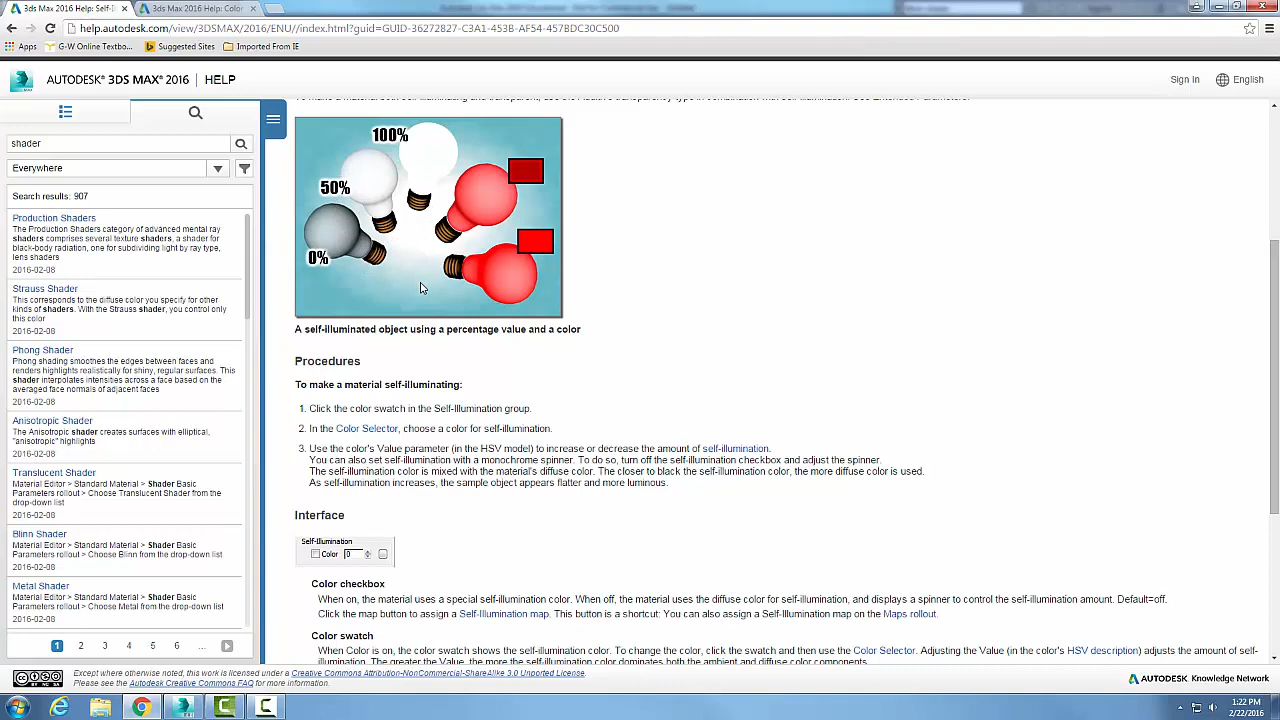 3ds Max 2016 Help: Self-I
3ds Max 2016 Help: Color
help.autodesk.com/view/3DSMAX/2016/ENU//index.html?guid=GUID-36272827-C3A1-453B-AF54-457BDC30C500
Apps
G-W Online Textbo...
Suggested Sites
Imported From IE
AUTODESK® 3DS MAX® 2016 | HELP
Sign In
English
shader
Everywhere
Search results: 907
Production Shaders
The Production Shaders category of advanced mental ray
shaders comprises several texture shaders, a shader for
black-body radiation, one for subdividing light by ray type,
lens shaders
2016-02-08
Strauss Shader
This corresponds to the diffuse color you specify for other
kinds of shaders. With the Strauss shader, you control only
this color
2016-02-08
Phong Shader
Phong shading smoothes the edges between faces and
renders highlights realistically for shiny, regular surfaces. This
shader interpolates intensities across a face based on the
averaged face normals of adjacent faces
2016-02-08
Anisotropic Shader
The Anisotropic shader creates surfaces with elliptical,
"anisotropic" highlights
2016-02-08
Translucent Shader
Material Editor > Standard Material > Shader Basic
Parameters rollout > Choose Translucent Shader from the
drop-down list
2016-02-08
Blinn Shader
Material Editor > Standard Material > Shader Basic
Parameters rollout > Choose Blinn from the drop-down list
2016-02-08
Metal Shader
Material Editor > Standard Material > Shader Basic
Parameters rollout > Choose Metal from the drop-down list
2016-02-08
1 2 3 4 5 6 ...
100%
50%
0%
A self-illuminated object using a percentage value and a color
Procedures
To make a material self-illuminating:
1. Click the color swatch in the Self-Illumination group.
2. In the Color Selector, choose a color for self-illumination.
3. Use the color's Value parameter (in the HSV model) to increase or decrease the amount of self-illumination.
You can also set self-illumination with a monochrome spinner. To do so, turn off the self-illumination checkbox and adjust the spinner.
The self-illumination color is mixed with the material's diffuse color. The closer to black the self-illumination color, the more diffuse color is used.
As self-illumination increases, the sample object appears flatter and more luminous.
Interface
Self-Illumination
Color 0
Color checkbox
When on, the material uses a special self-illumination color. When off, the material uses the diffuse color for self-illumination, and displays a spinner to control the self-illumination amount. Default=off.
Click the map button to assign a Self-Illumination map. This button is a shortcut: You can also assign a Self-Illumination map on the Maps rollout.
Color swatch
When Color is on, the color swatch shows the self-illumination color. To change the color, click the swatch and then use the Color Selector. Adjusting the Value (in the color's HSV description) adjusts the amount of self-
illumination. The greater the Value, the more the self-illumination color dominates both the ambient and diffuse color components.
Except where otherwise noted, this work is licensed under a Creative Commons Attribution-NonCommercial-ShareAlike 3.0 Unported License.
Please see the Autodesk Creative Commons FAQ for more information.
AUTODESK Knowledge Network
1:22 PM
2/22/2016